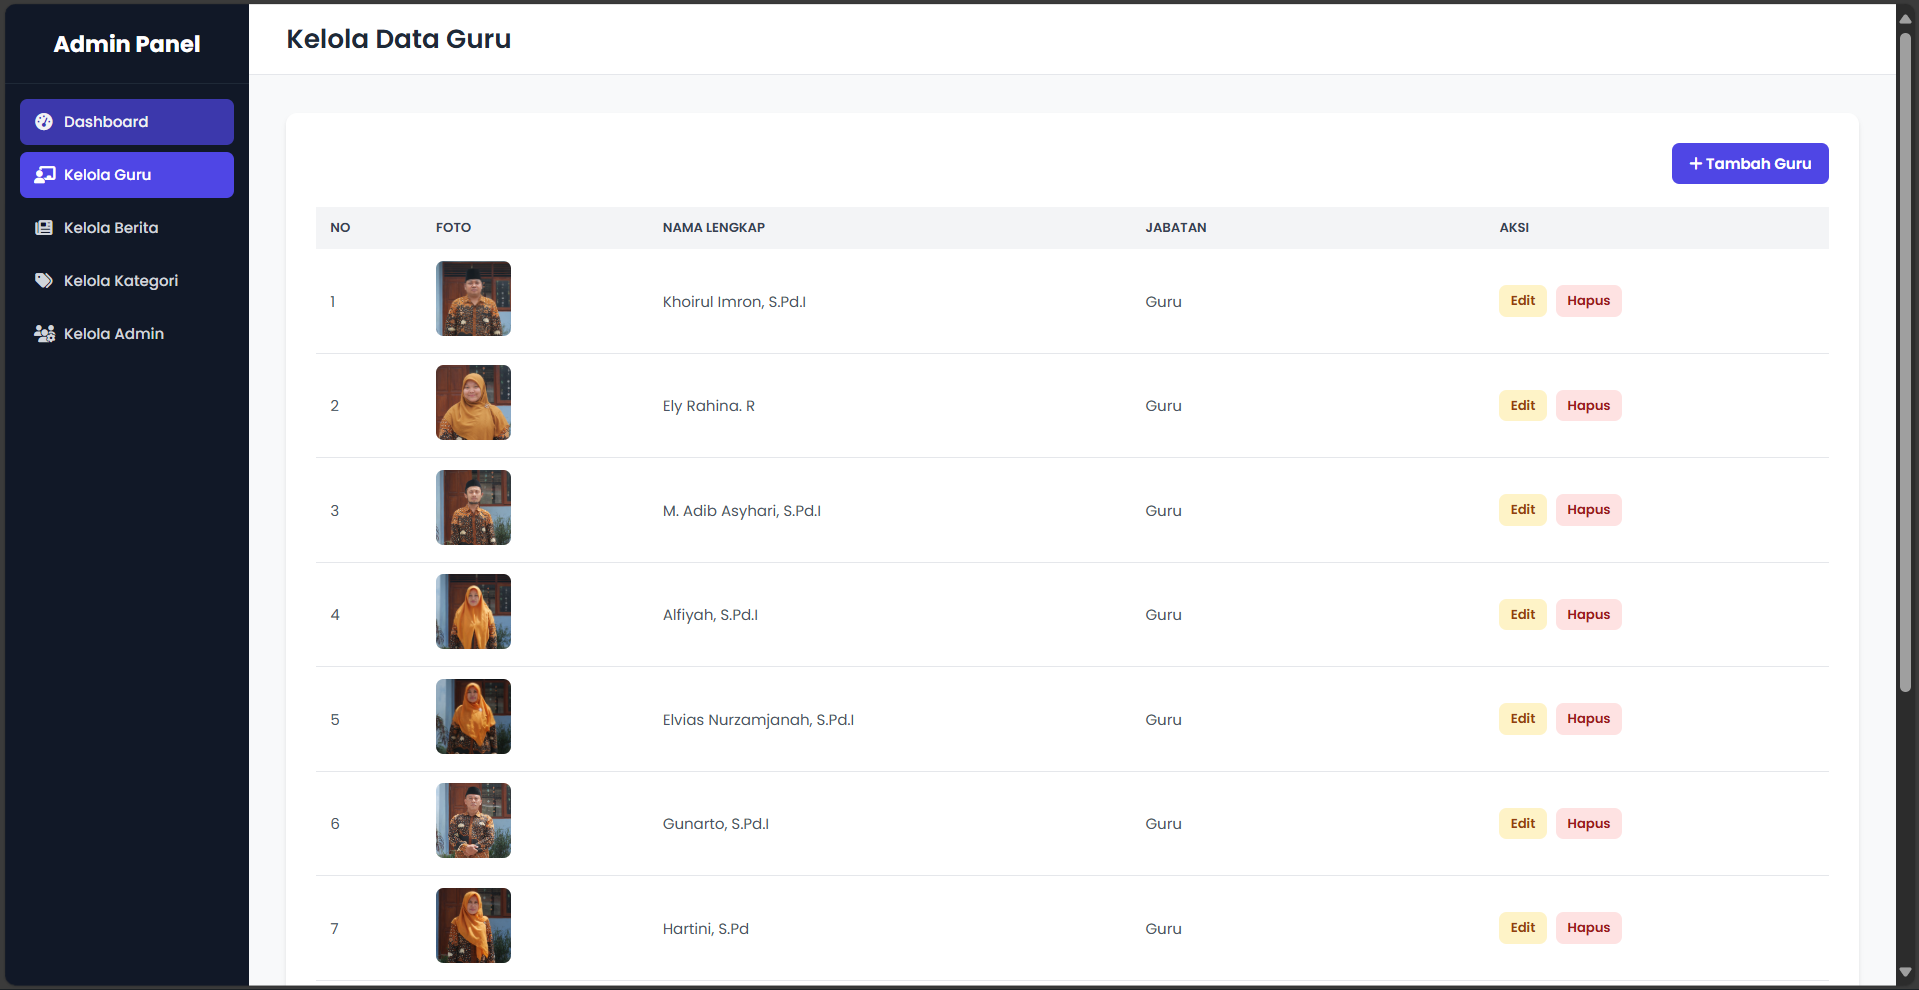 Admin Panel
Dashboard
Kelola Guru
Kelola Berita
Kelola Kategori
Kelola Admin
Kelola Data Guru
+ Tambah Guru
NO FOTO NAMA LENGKAP JABATAN AKSI
1 Khoirul Imron, S.Pd.I Guru Edit Hapus
2 Ely Rahina. R Guru Edit Hapus
3 M. Adib Asyhari, S.Pd.I Guru Edit Hapus
4 Alfiyah, S.Pd.I Guru Edit Hapus
5 Elvias Nurzamjanah, S.Pd.I Guru Edit Hapus
6 Gunarto, S.Pd.I Guru Edit Hapus
7 Hartini, S.Pd Guru Edit Hapus